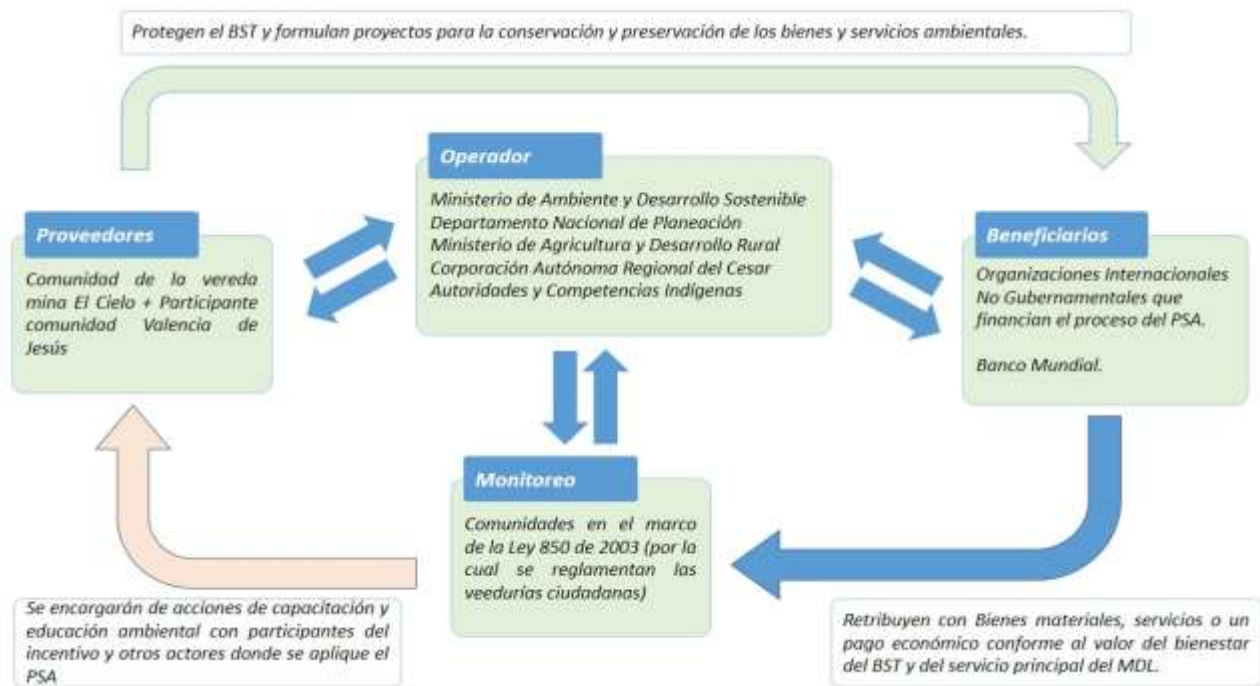 Protegen el BST y formulan proyectos para la conservación y preservación de los bienes y servicios ambientales.
Operador
Ministerio de Ambiente y Desarrollo Sostenible
Departamento Nacional de Planeación
Ministerio de Agricultura y Desarrollo Rural
Corporación Autónoma Regional del Cesar
Autoridades y Competencias Indígenas
Proveedores
Comunidad de la vereda
mina El Cielo + Participante
comunidad Valencia de
Jesús
Beneficiarios
Organizaciones Internacionales
No Gubernamentales que
financian el proceso del PSA.
Banco Mundial.
Monitoreo
Comunidades en el marco
de la Ley 850 de 2003 (por la
cual se reglamentan las
veedurías ciudadanas)
Se encargarán de acciones de capacitación y
educación ambiental con participantes del
incentivo y otros actores donde se aplique el
PSA
Retribuyen con Bienes materiales, servicios o un
pago económico conforme al valor del bienestar
del BST y del servicio principal del MDL.